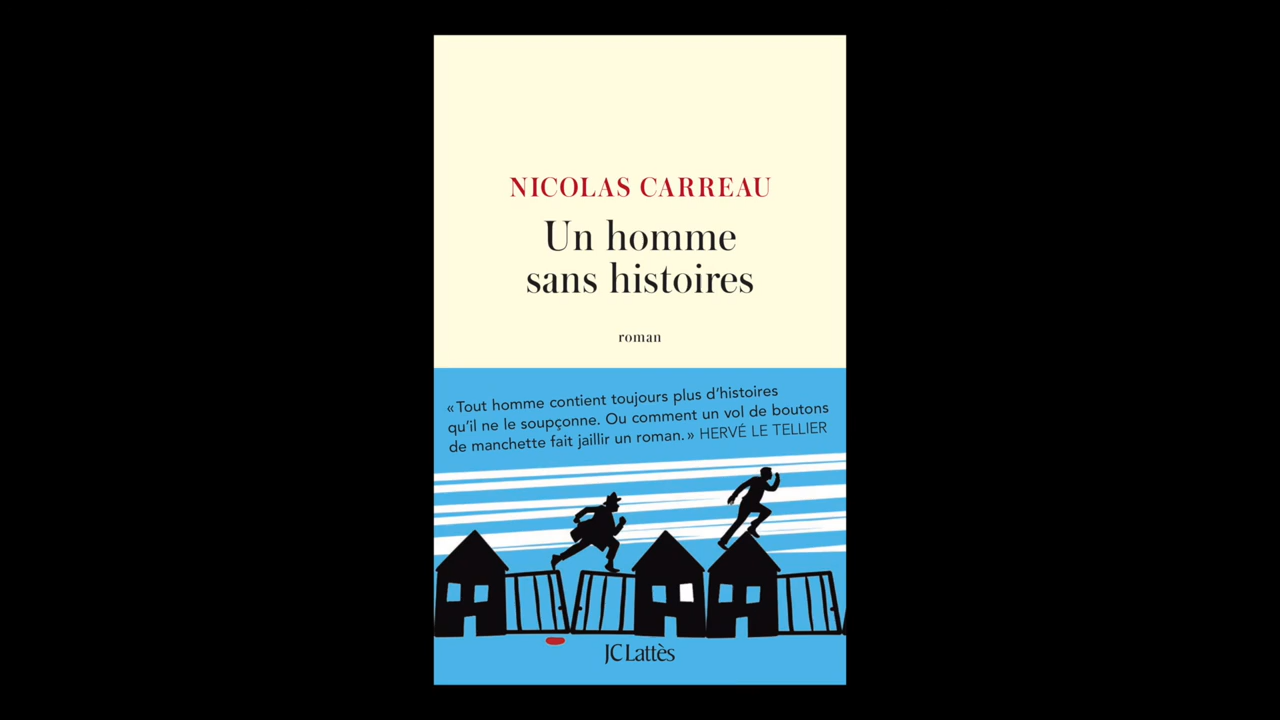 NICOLAS CARREAU
Un homme
sans histoires
roman
« Tout homme contient toujours plus d’histoires
qu’il ne le soupçonne. Ou comment un vol de boutons
de manchette fait jaillir un roman. » HERVÉ LE TELLIER
JC Lattès